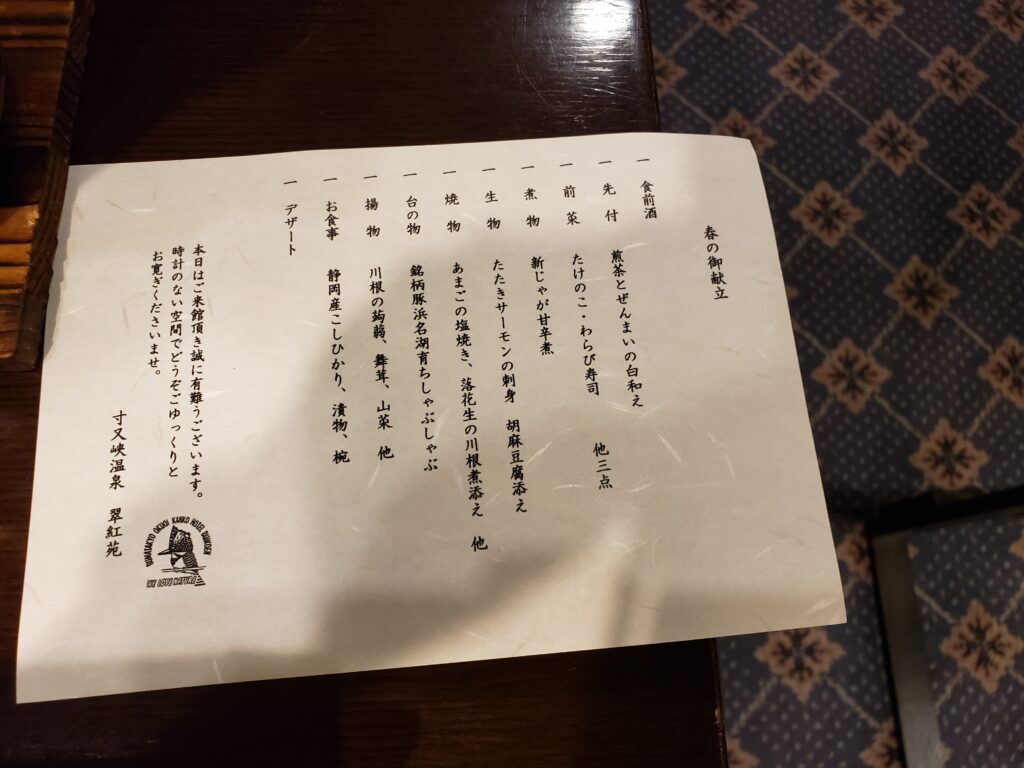 春の御献立
一 食前酒
一 先付 煎茶とぜんまいの白和え
一 前菜 たけのこ・わらび寿司 他三点
一 煮物 新じゃが甘辛煮
一 生物 たたきサーモンの刺身 胡麻豆腐添え
一 焼物 あまごの塩焼き、落花生の川根煮添え 他
一 台の物 銘柄豚浜名湖育ちしゃぶしゃぶ
一 揚物 川根の蒟蒻、舞茸、山菜 他
一 お食事 静岡産こしひかり、漬物、椀
一 デザート
本日はご来館頂き誠に有難うございます。
時計のない空間でどうぞごゆっくりと
お寛ぎくださいませ。
寸又峡温泉 翠紅苑
WE LOVE NATURE